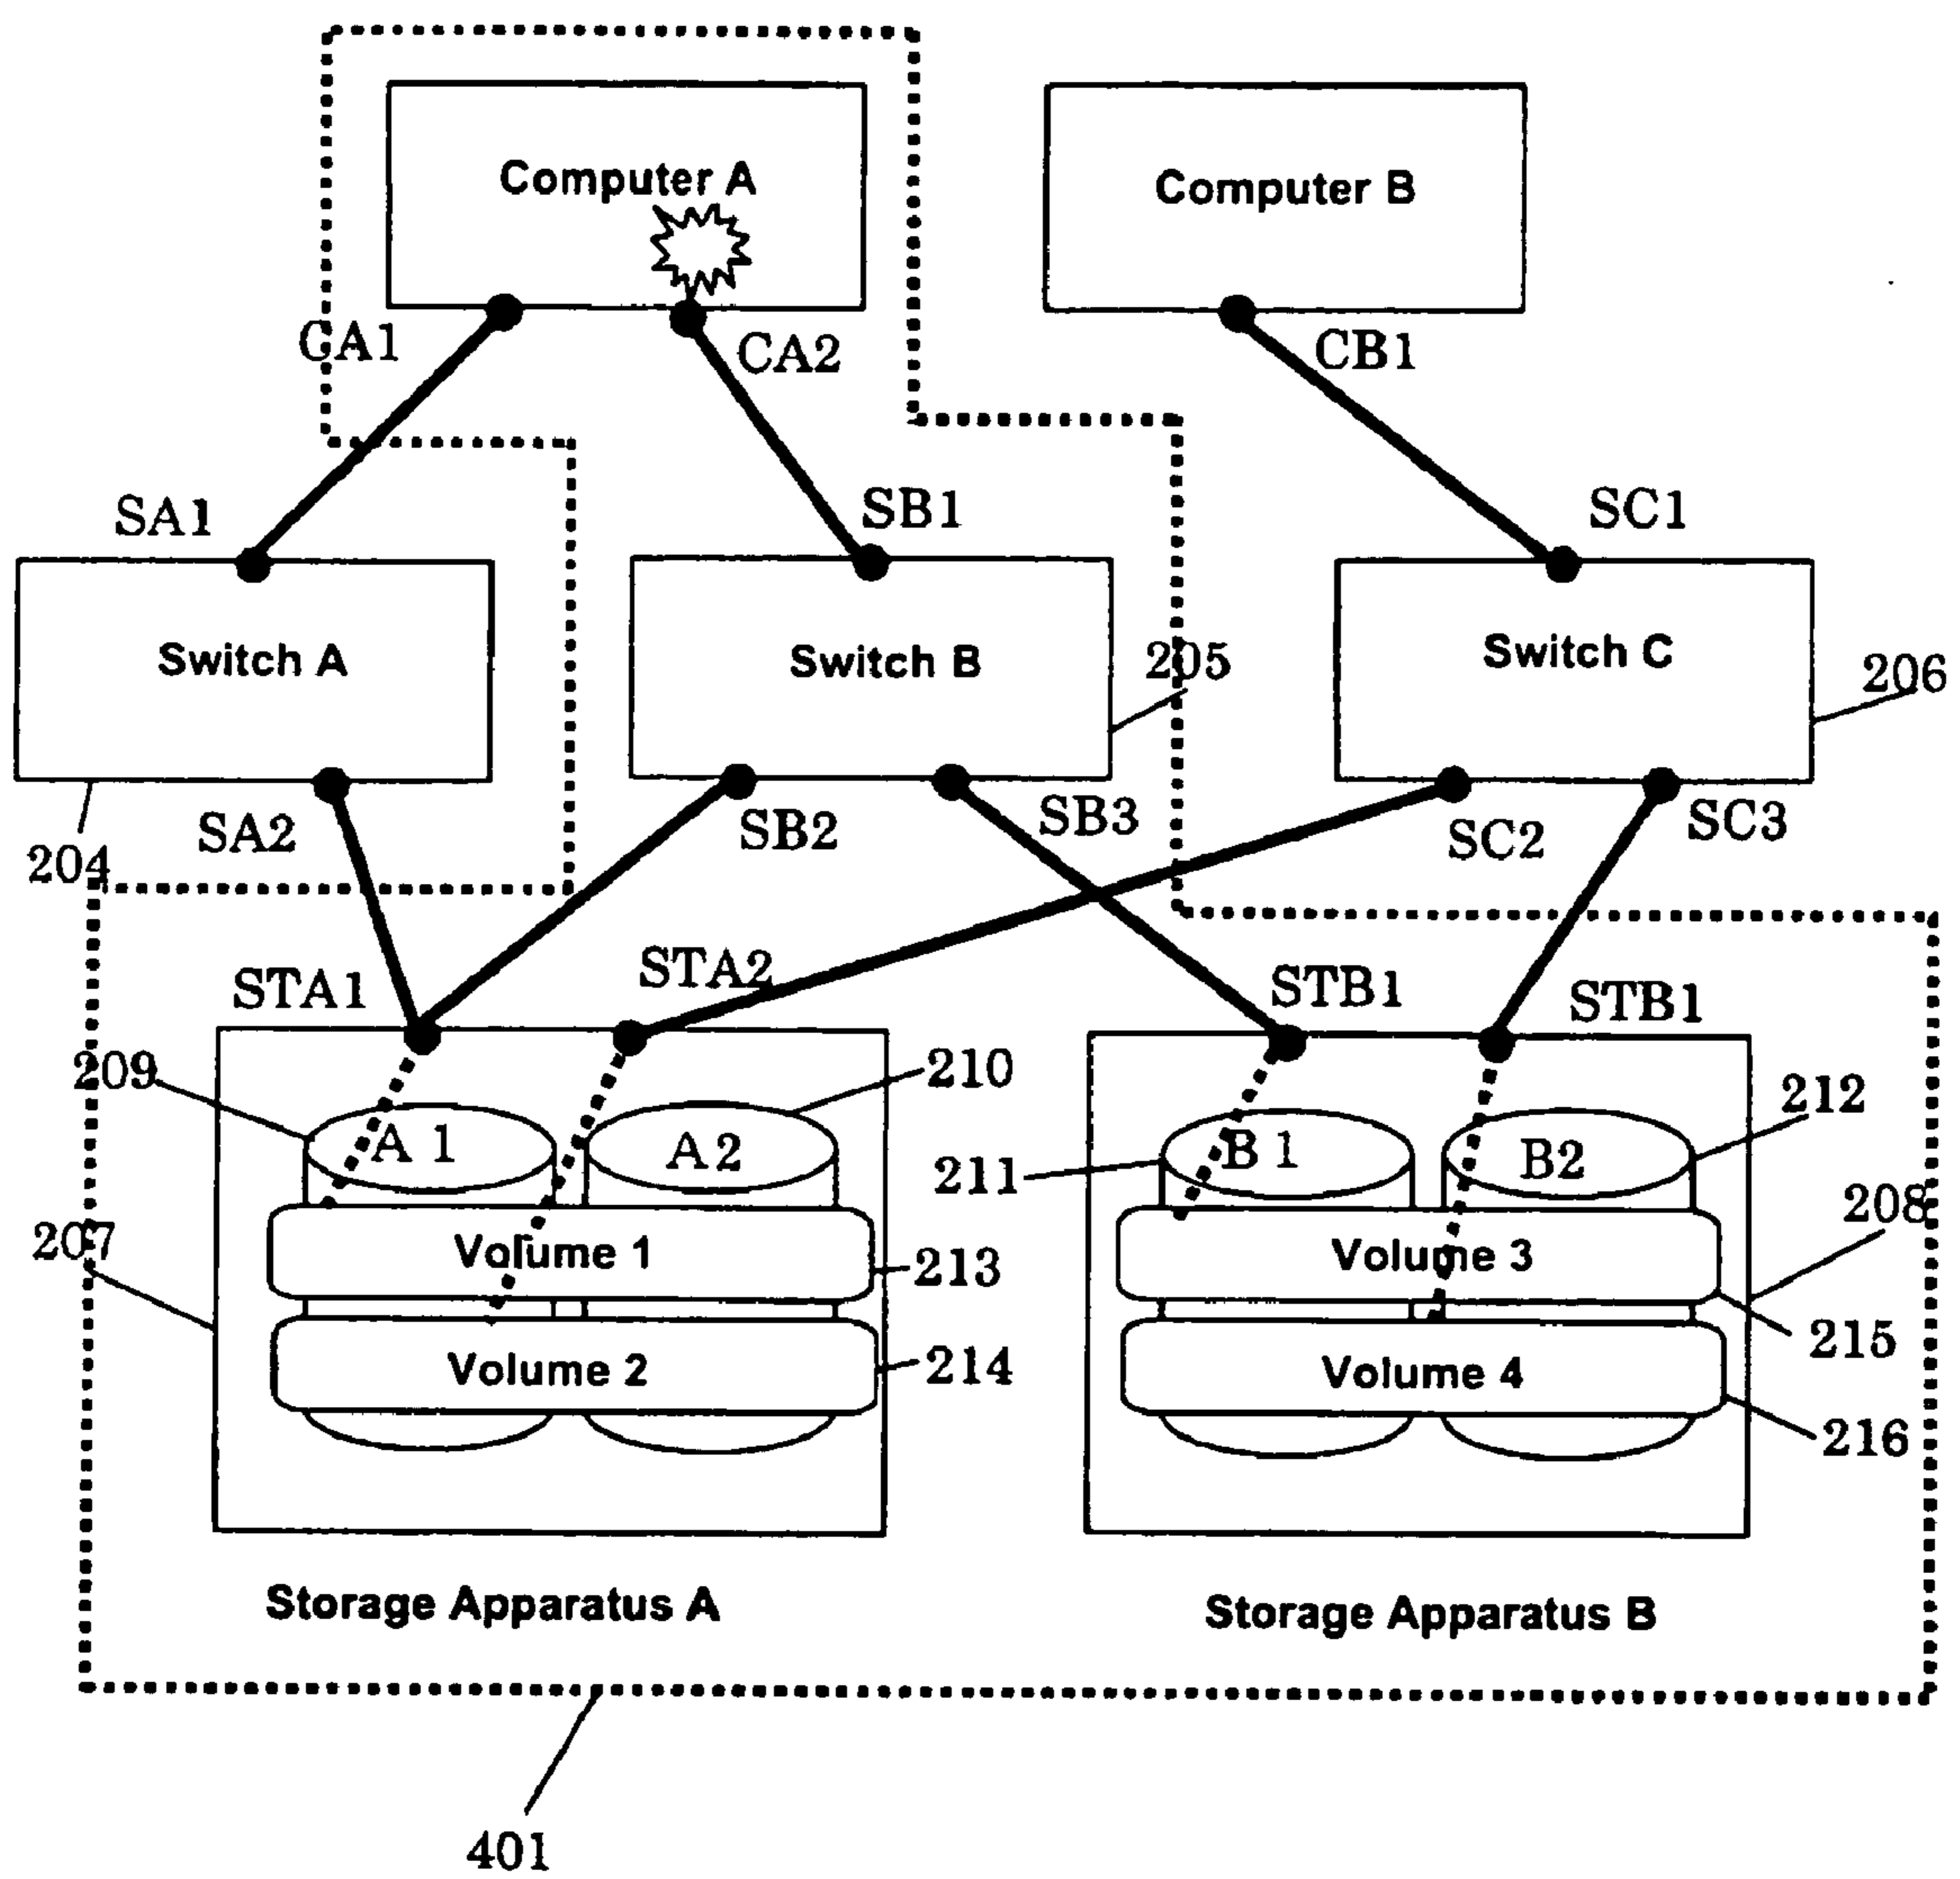 Computer A
Computer B
CA1
CA2
CB1
SA1
SB1
SC1
Switch A
Switch B
205
Switch C
206
204
SA2
SB2
SB3
SC2
SC3
STA1
STA2
STB1
STB1
209
A1
A2
210
211
B1
B2
212
207
Volume 1
213
Volume 3
208
215
Volume 2
214
Volume 4
216
Storage Apparatus A
Storage Apparatus B
401